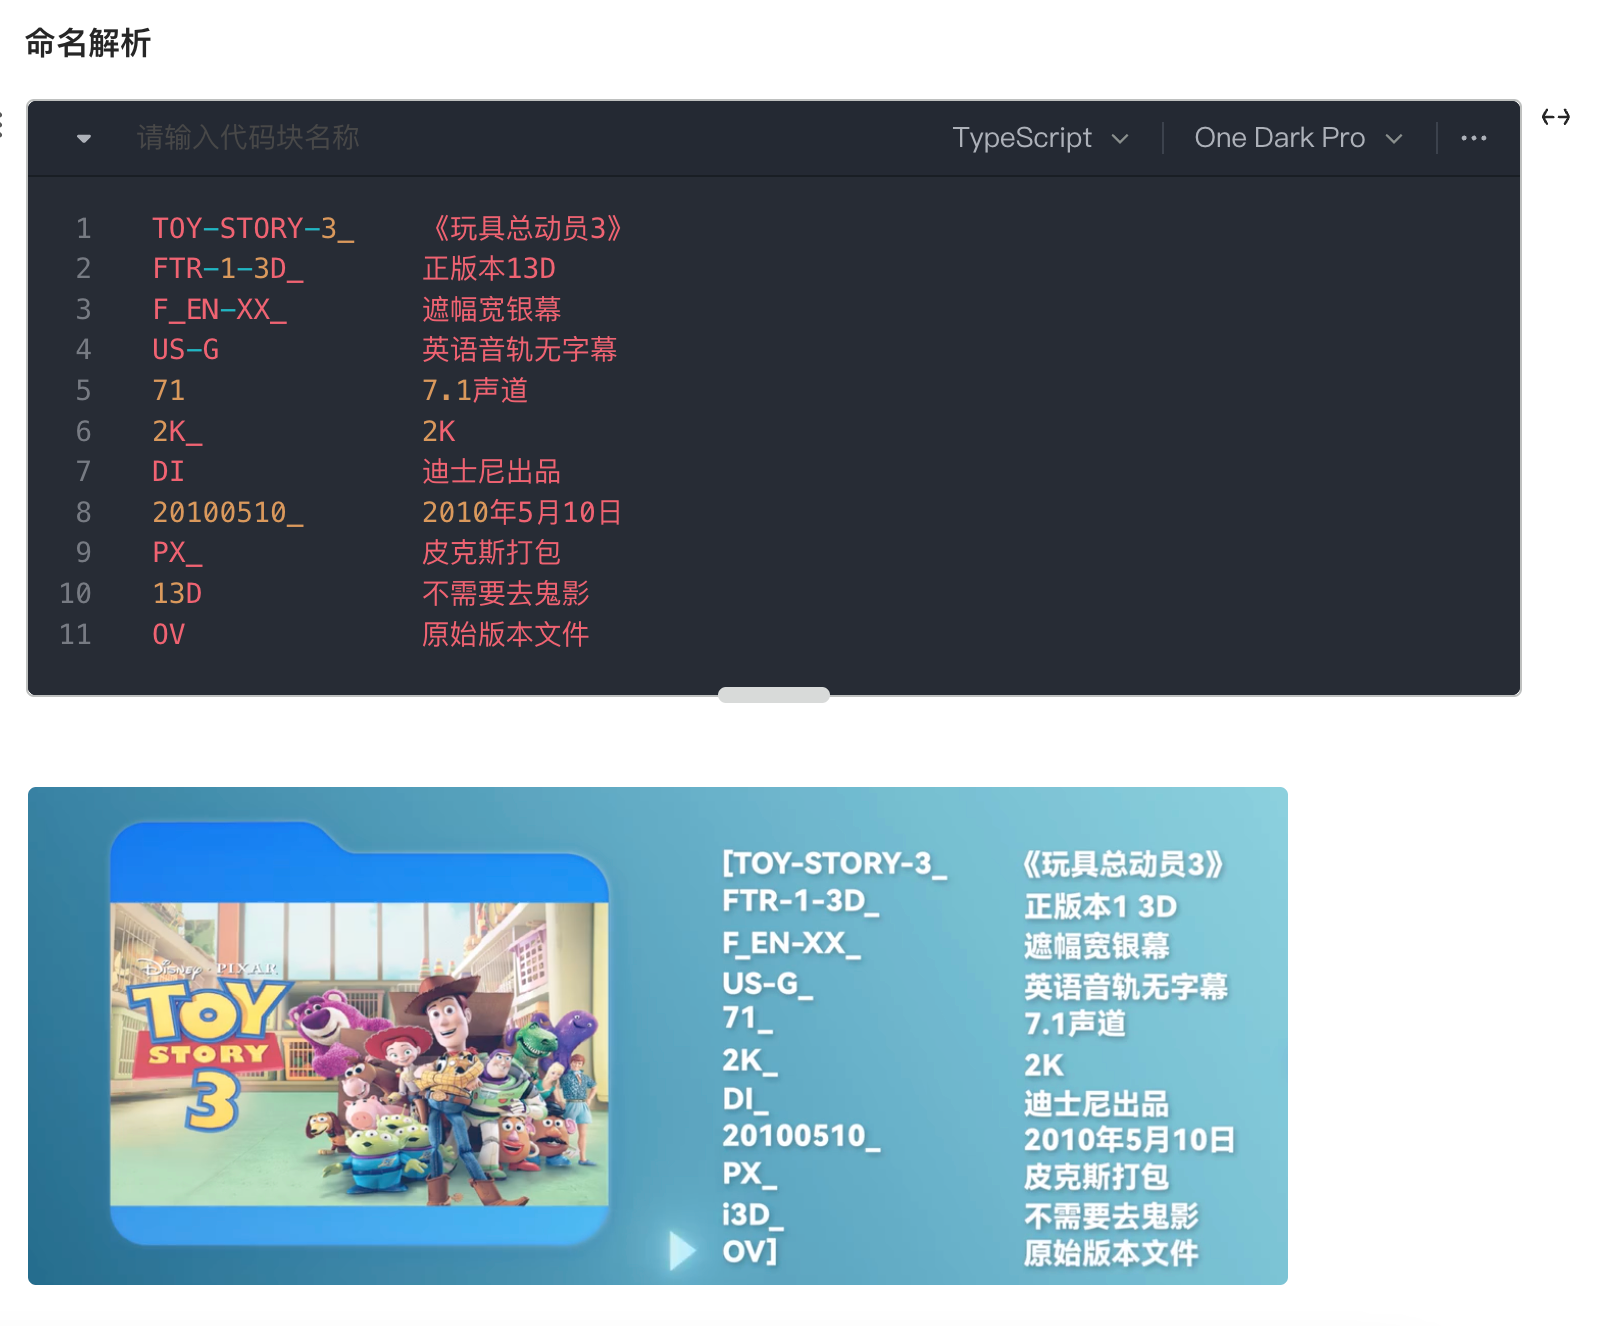 命名解析
请输入代码块名称 TypeScript One Dark Pro
1 TOY-STORY-3_ 《玩具总动员3》
2 FTR-1-3D_ 正版本13D
3 F_EN-XX_ 遮幅宽银幕
4 US-G 英语音轨无字幕
5 71 7.1声道
6 2K_ 2K
7 DI 迪士尼出品
8 20100510_ 2010年5月10日
9 PX_ 皮克斯打包
10 13D 不需要去鬼影
11 OV 原始版本文件
Disney · PIXAR
TOY
STORY
3
[TOY-STORY-3_ 《玩具总动员3》
FTR-1-3D_ 正版本1 3D
F_EN-XX_ 遮幅宽银幕
US-G_ 英语音轨无字幕
71_ 7.1声道
2K_ 2K
DI_ 迪士尼出品
20100510_ 2010年5月10日
PX_ 皮克斯打包
i3D_ 不需要去鬼影
OV] 原始版本文件